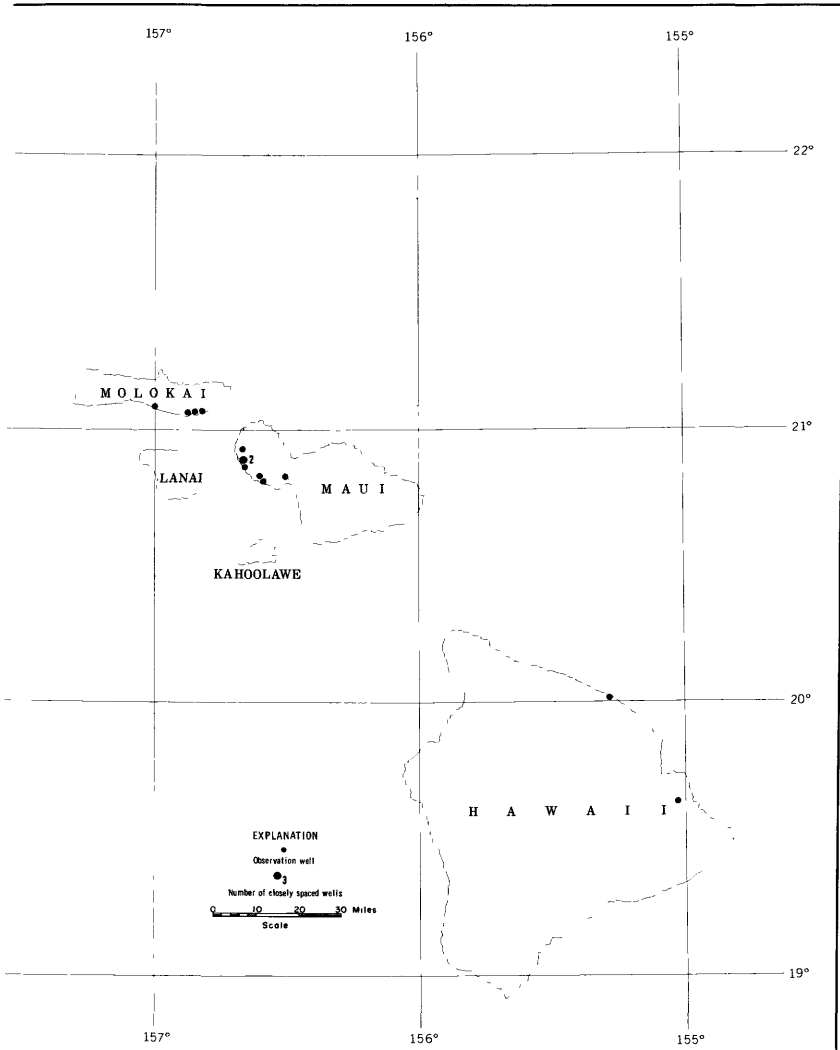 157° 156° 155°
22°
MOLOKAI
21°
2
LANAI
MAUI
KAHOOLAWE
20°
HAWAII
EXPLANATION
Observation well
3
Number of closely spaced wells
0 10 20 30 Miles
Scale
19°
157° 156° 155°